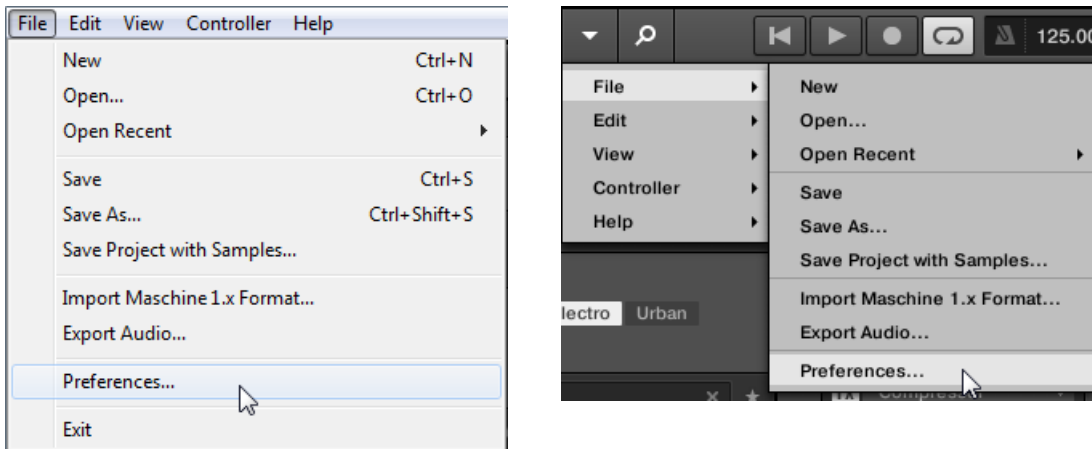 File Edit View Controller Help
New Ctrl+N
Open... Ctrl+O
Open Recent
Save Ctrl+S
Save As... Ctrl+Shift+S
Save Project with Samples...
Import Maschine 1.x Format...
Export Audio...
Preferences...
Exit
125.00
File
Edit
View
Controller
Help
New
Open...
Open Recent
Save
Save As...
Save Project with Samples...
Import Maschine 1.x Format...
Export Audio...
Preferences...
lectro Urban
Compressor